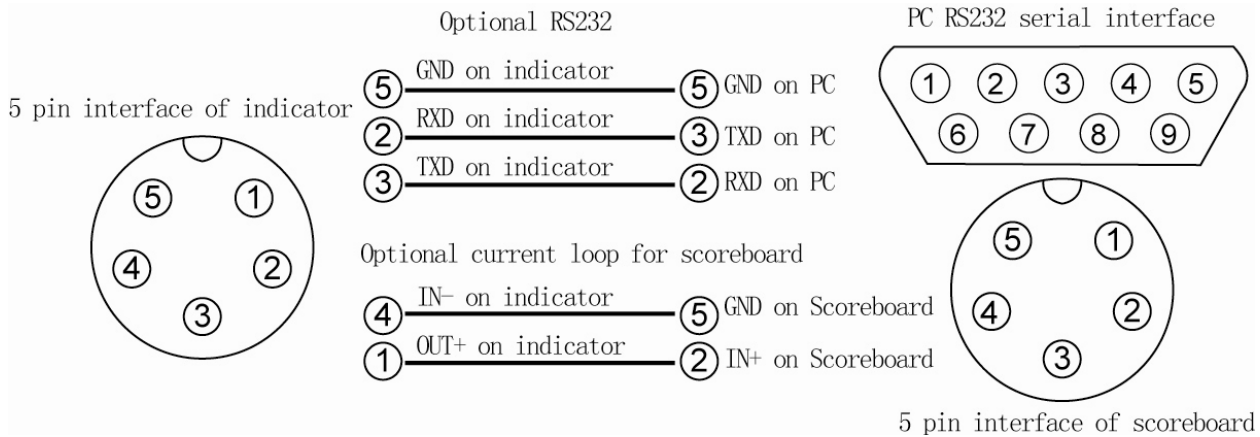 Optional RS232
PC RS232 serial interface
5 pin interface of indicator
5 GND on indicator 5 GND on PC
2 RXD on indicator 3 TXD on PC
3 TXD on indicator 2 RXD on PC
1 2 3 4 5
6 7 8 9
5 1
4 2
3
Optional current loop for scoreboard
4 IN- on indicator 5 GND on Scoreboard
1 OUT+ on indicator 2 IN+ on Scoreboard
5 1
4 2
3
5 pin interface of scoreboard